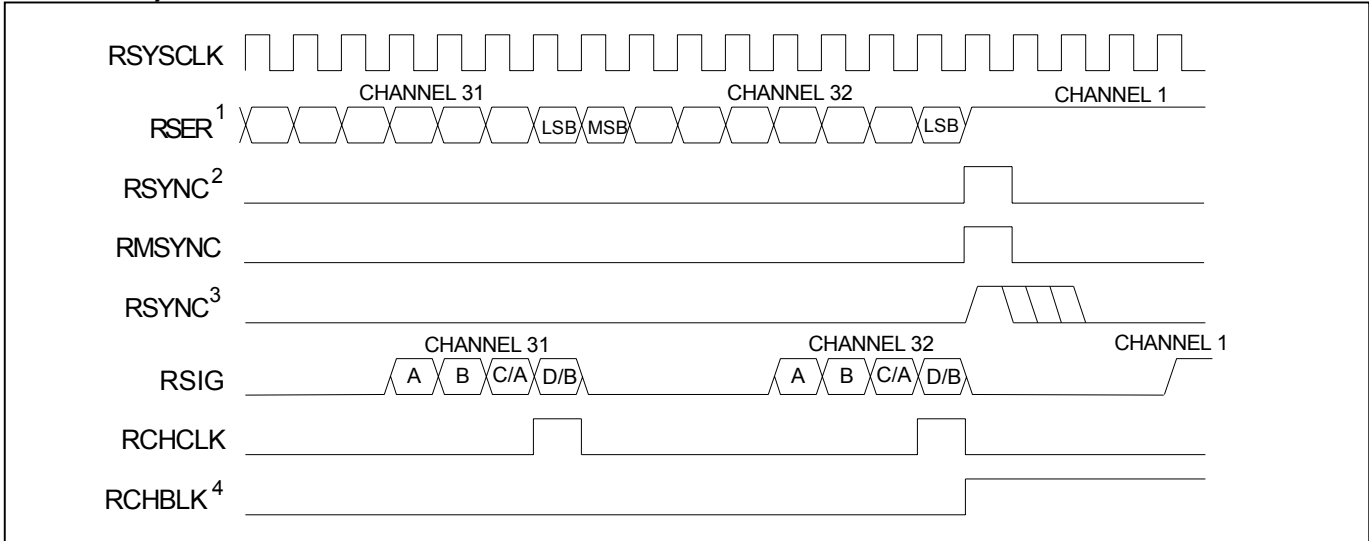 RSYSCLK
CHANNEL 31 CHANNEL 32 CHANNEL 1
RSER1 LSB MSB LSB
RSYNC2
RMSYNC
RSYNC3
CHANNEL 31 CHANNEL 32 CHANNEL 1
RSIG A B C/A D/B A B C/A D/B
RCHCLK
RCHBLK4